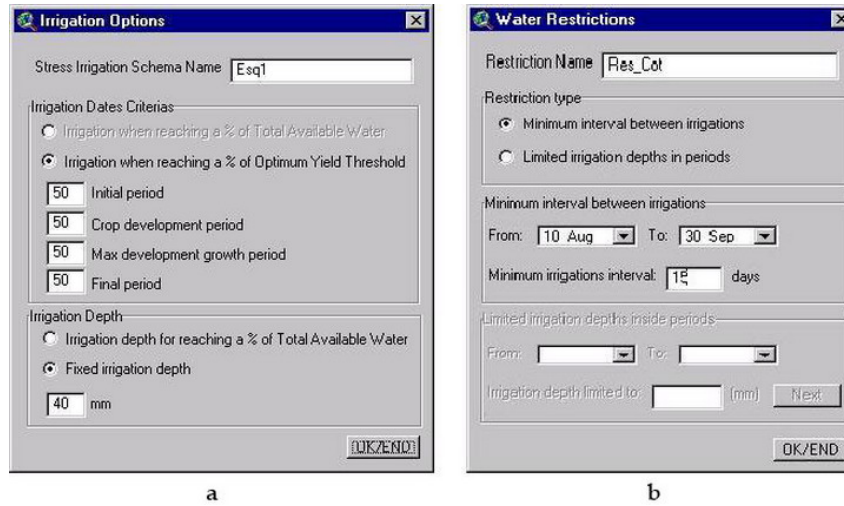 Irrigation Options
Stress Irrigation Schema Name Esq1
Irrigation Dates Criterias
Irrigation when reaching a % of Total Available Water
Irrigation when reaching a % of Optimum Yield Threshold
50 Initial period
50 Crop development period
50 Max development growth period
50 Final period
Irrigation Depth
Irrigation depth for reaching a % of Total Available Water
Fixed irrigation depth
40 mm
OK/END
a
Water Restrictions
Restriction Name Res_Cot
Restriction type
Minimum interval between irrigations
Limited irrigation depths in periods
Minimum interval between irrigations
From: 10 Aug To: 30 Sep
Minimum irrigations interval: 15 days
Limited irrigation depths inside periods
From: To:
Irrigation depth limited to: (mm) Next
OK/END
b